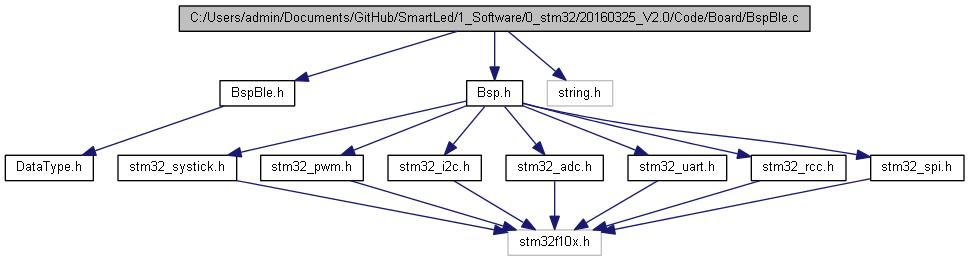 C:/Users/admin/Documents/GitHub/SmartLed/1_Software/0_stm32/20160325_V2.0/Code/Board/BspBle.c
BspBle.h
Bsp.h
string.h
DataType.h
stm32_systick.h
stm32_pwm.h
stm32_i2c.h
stm32_adc.h
stm32_uart.h
stm32_rcc.h
stm32_spi.h
stm32f10x.h